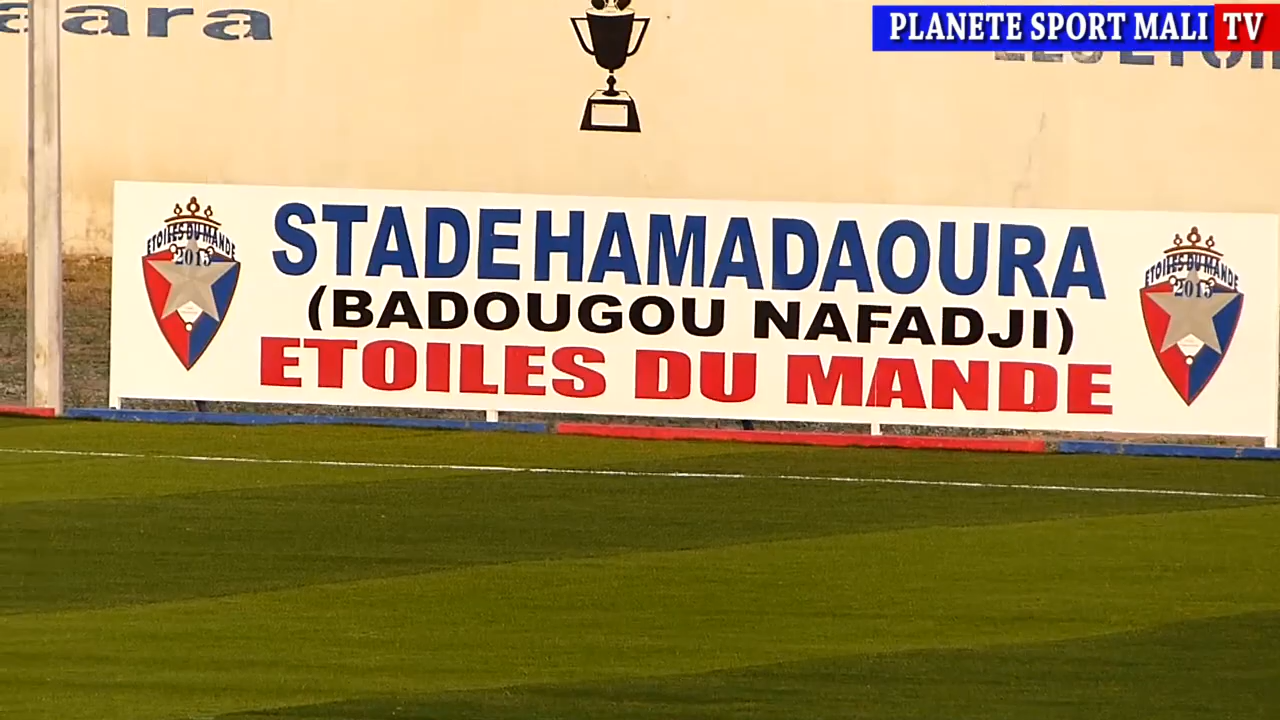 PLANETE SPORT MALI TV
STADE HAMADAOURA
(BADOUGOU NAFADJI)
ETOILES DU MANDE
ETOILES DU MANDE
2015
ETOILES DU MANDE
2015